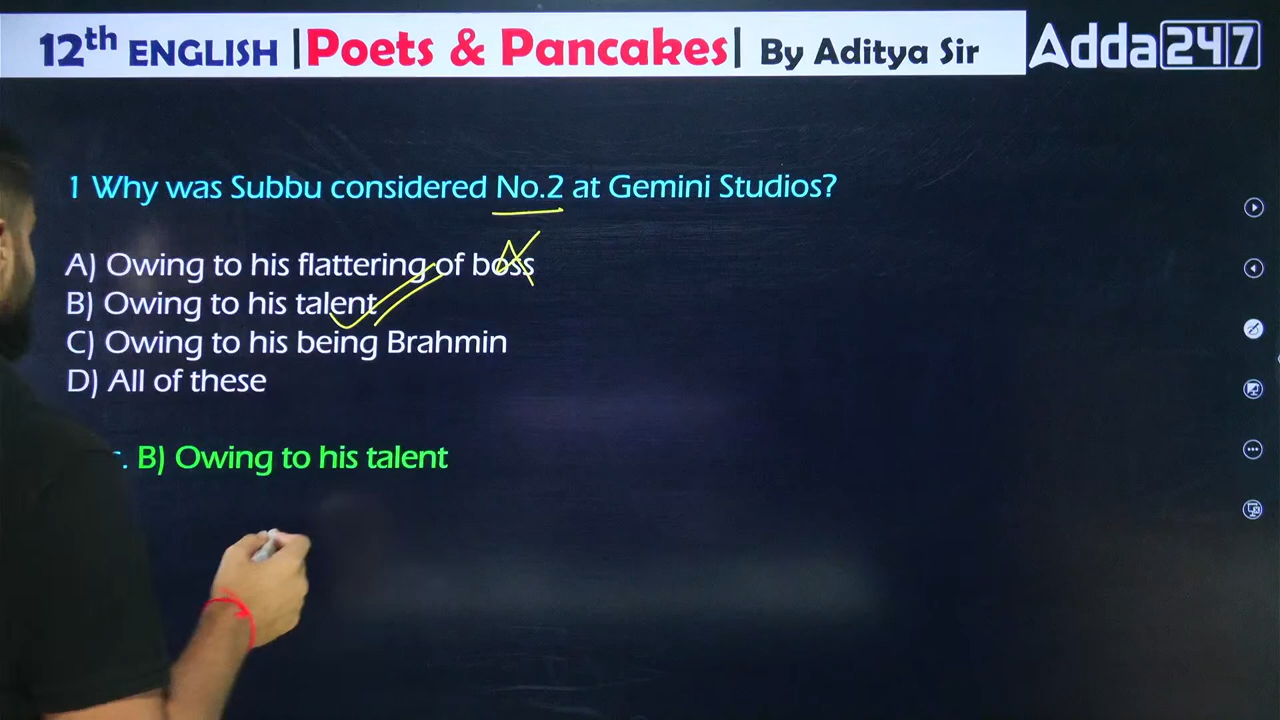 12th ENGLISH |Poets & Pancakes| By Aditya Sir
Adda247
1 Why was Subbu considered No.2 at Gemini Studios?
A) Owing to his flattering of boss
B) Owing to his talent
C) Owing to his being Brahmin
D) All of these
B) Owing to his talent